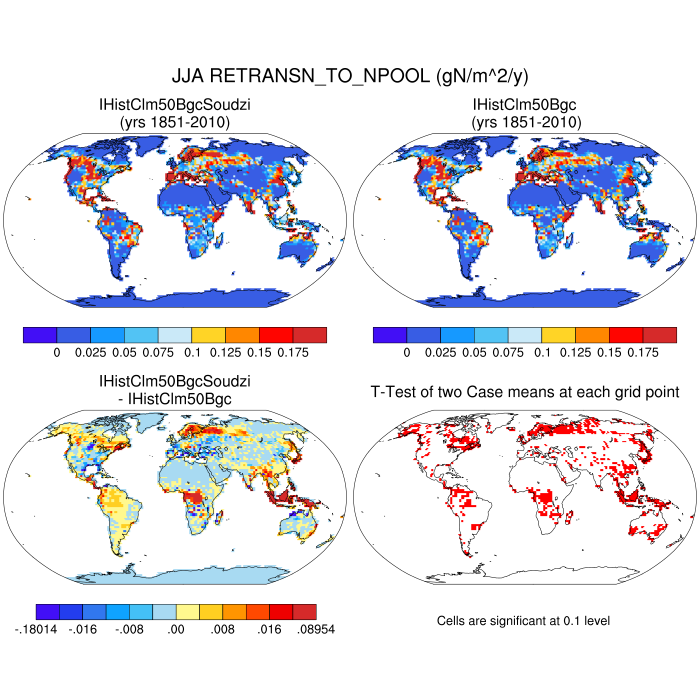 JJA RETRANSN_TO_NPOOL (gN/m^2/y)
IHistClm50BgcSoudzi
(yrs 1851-2010)
IHistClm50Bgc
(yrs 1851-2010)
0 0.025 0.05 0.075 0.1 0.125 0.15 0.175
0 0.025 0.05 0.075 0.1 0.125 0.15 0.175
IHistClm50BgcSoudzi
- IHistClm50Bgc
T-Test of two Case means at each grid point
-.18014 -.016 -.008 .00 .008 .016 .08954
Cells are significant at 0.1 level